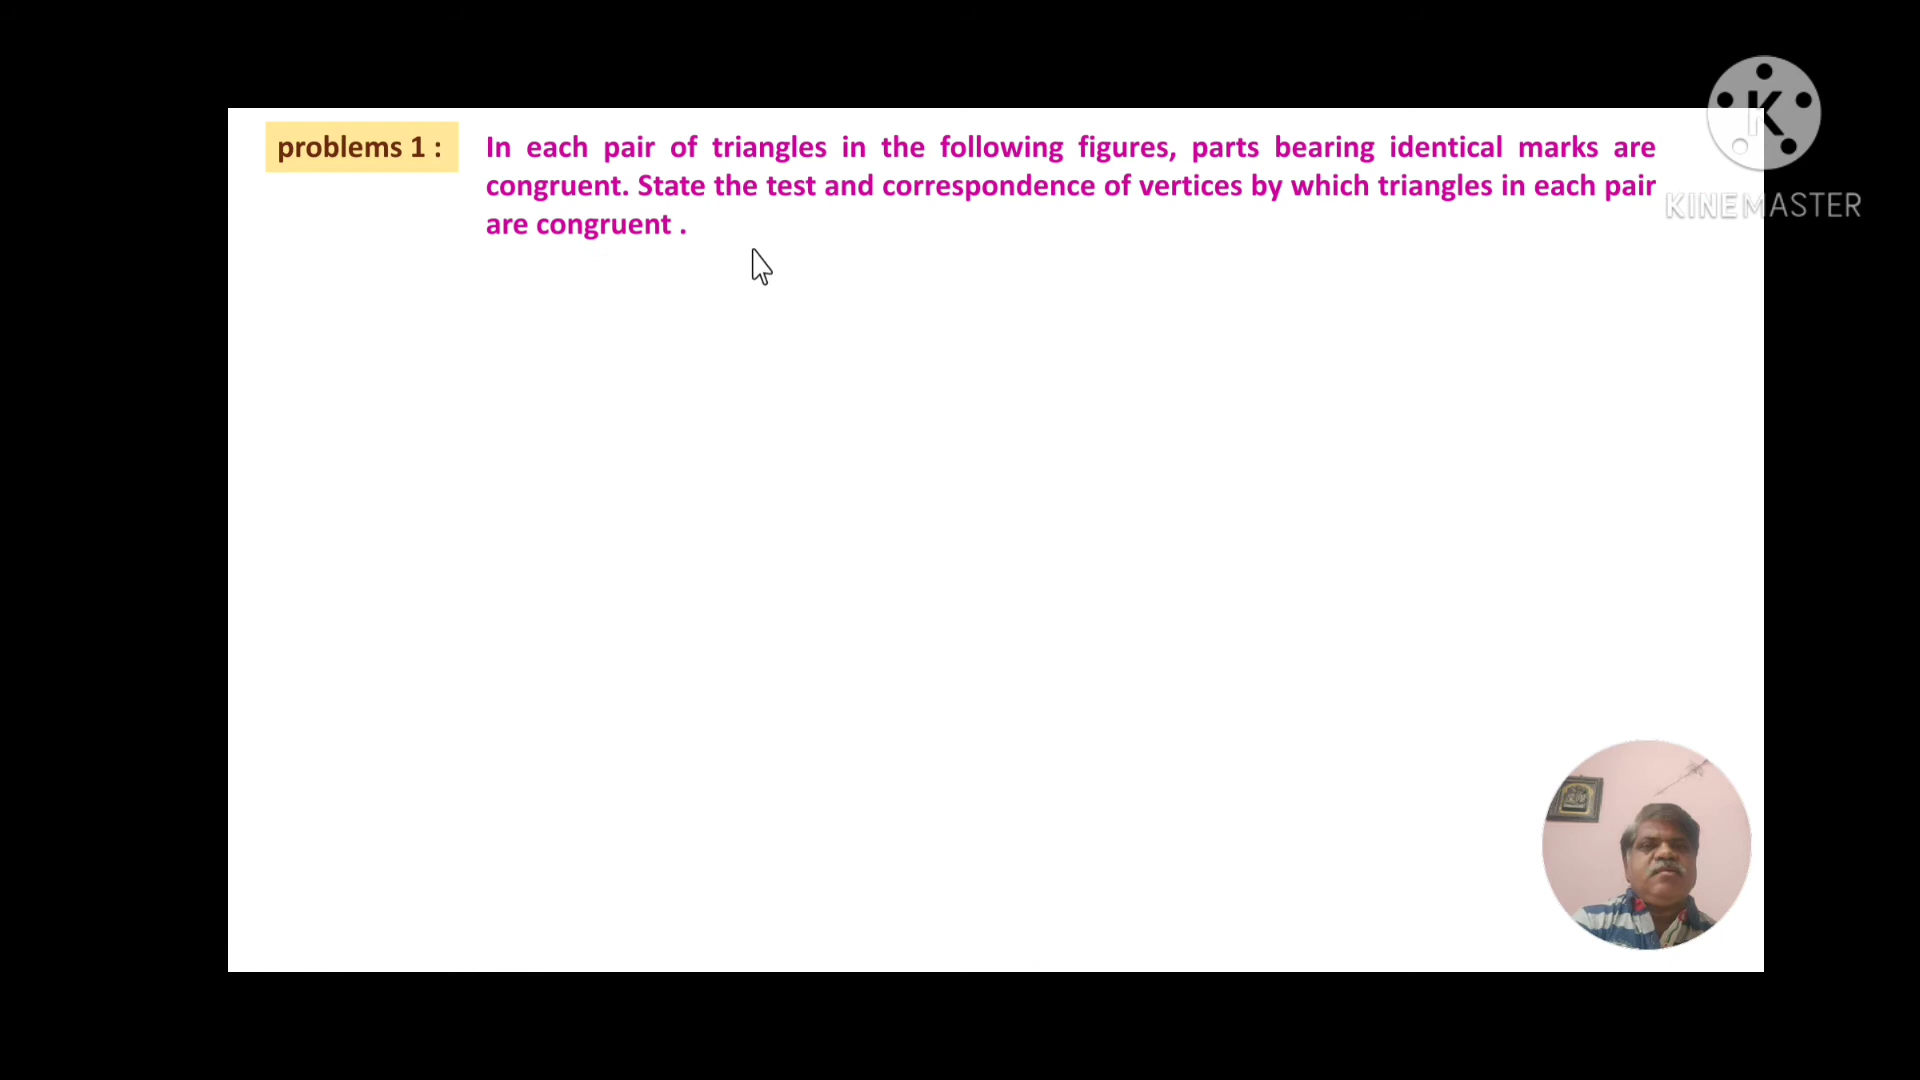 problems 1 :
In each pair of triangles in the following figures, parts bearing identical marks are
congruent. State the test and correspondence of vertices by which triangles in each pair
are congruent .
K
KINEMASTER